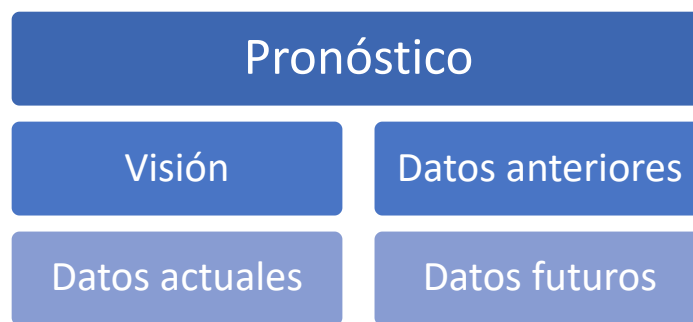 Pronóstico
Visión
Datos anteriores
Datos actuales
Datos futuros